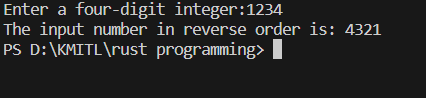 Enter a four-digit integer:1234
The input number in reverse order is: 4321
PS D:\KMITL\rust programming>